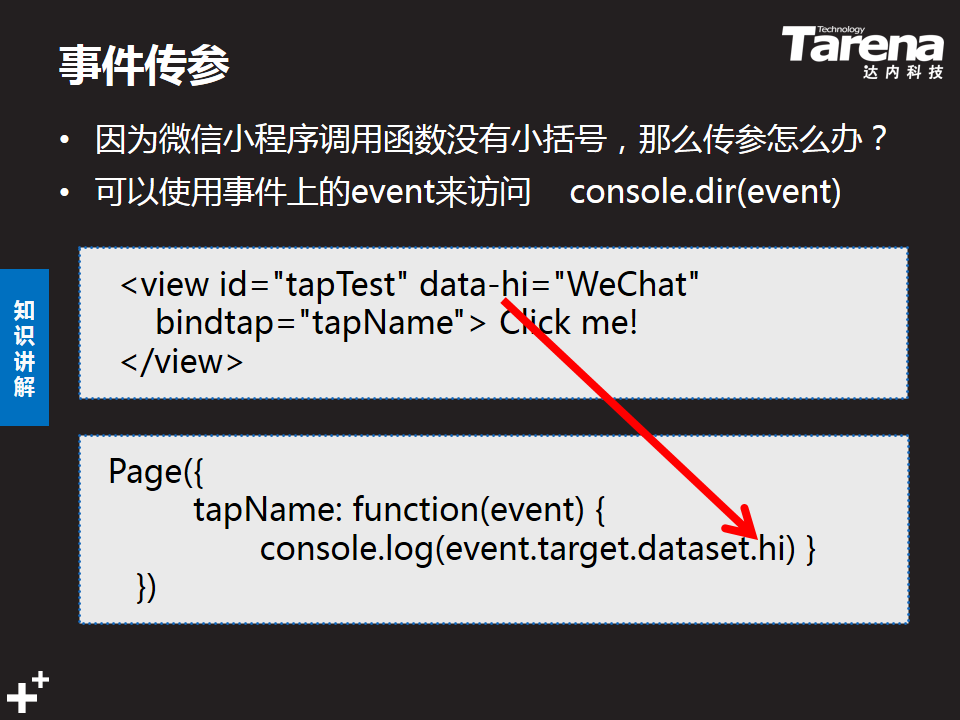 事件传参
Technology
Tarena
达内科技
• 因为微信小程序调用函数没有小括号，那么传参怎么办？
• 可以使用事件上的event来访问 console.dir(event)
知识讲解
<view id="tapTest" data-hi="WeChat"
bindtap="tapName"> Click me!
</view>
Page({
tapName: function(event) {
console.log(event.target.dataset.hi) }
})